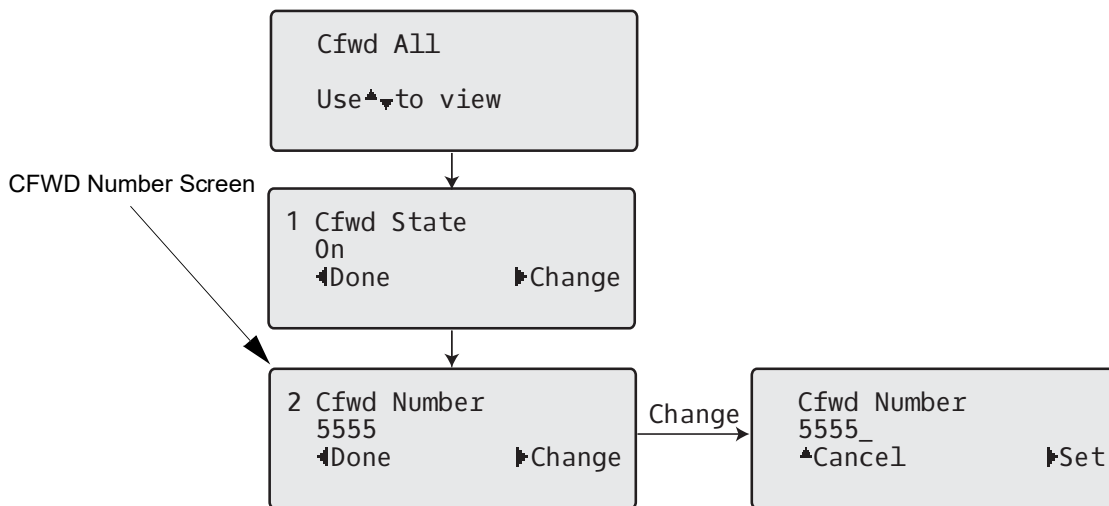 Cfwd All
Use▲▼to view
CFWD Number Screen
1 Cfwd State
On
◀Done ▶Change
2 Cfwd Number
5555
◀Done ▶Change
Change
Cfwd Number
5555_
▲Cancel ▶Set